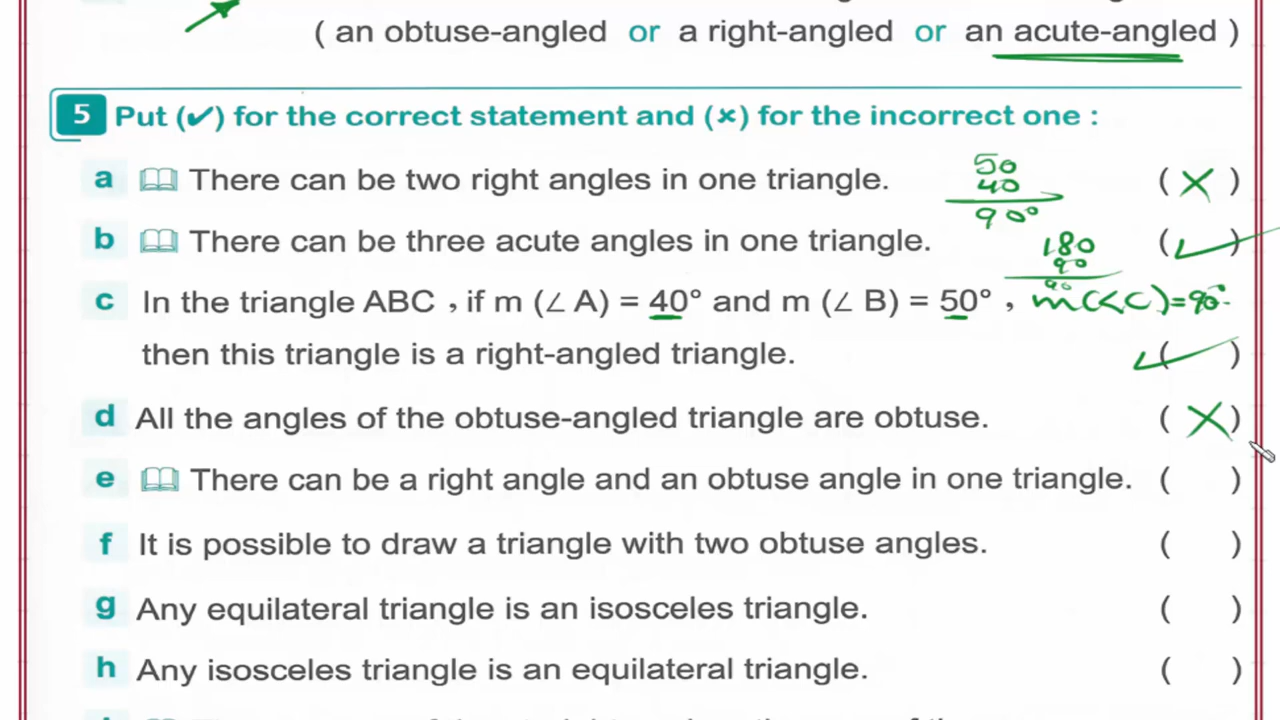 ( an obtuse-angled or a right-angled or an acute-angled )
5 Put (✔) for the correct statement and (×) for the incorrect one :
a There can be two right angles in one triangle. ( × )
50
40
90°
b There can be three acute angles in one triangle. ( ✓ )
180
90
90
c In the triangle ABC , if m (∠ A) = 40° and m (∠ B) = 50° , m(<C)=90°
then this triangle is a right-angled triangle. ( ✓ )
d All the angles of the obtuse-angled triangle are obtuse. ( × )
e There can be a right angle and an obtuse angle in one triangle. ( )
f It is possible to draw a triangle with two obtuse angles. ( )
g Any equilateral triangle is an isosceles triangle. ( )
h Any isosceles triangle is an equilateral triangle. ( )